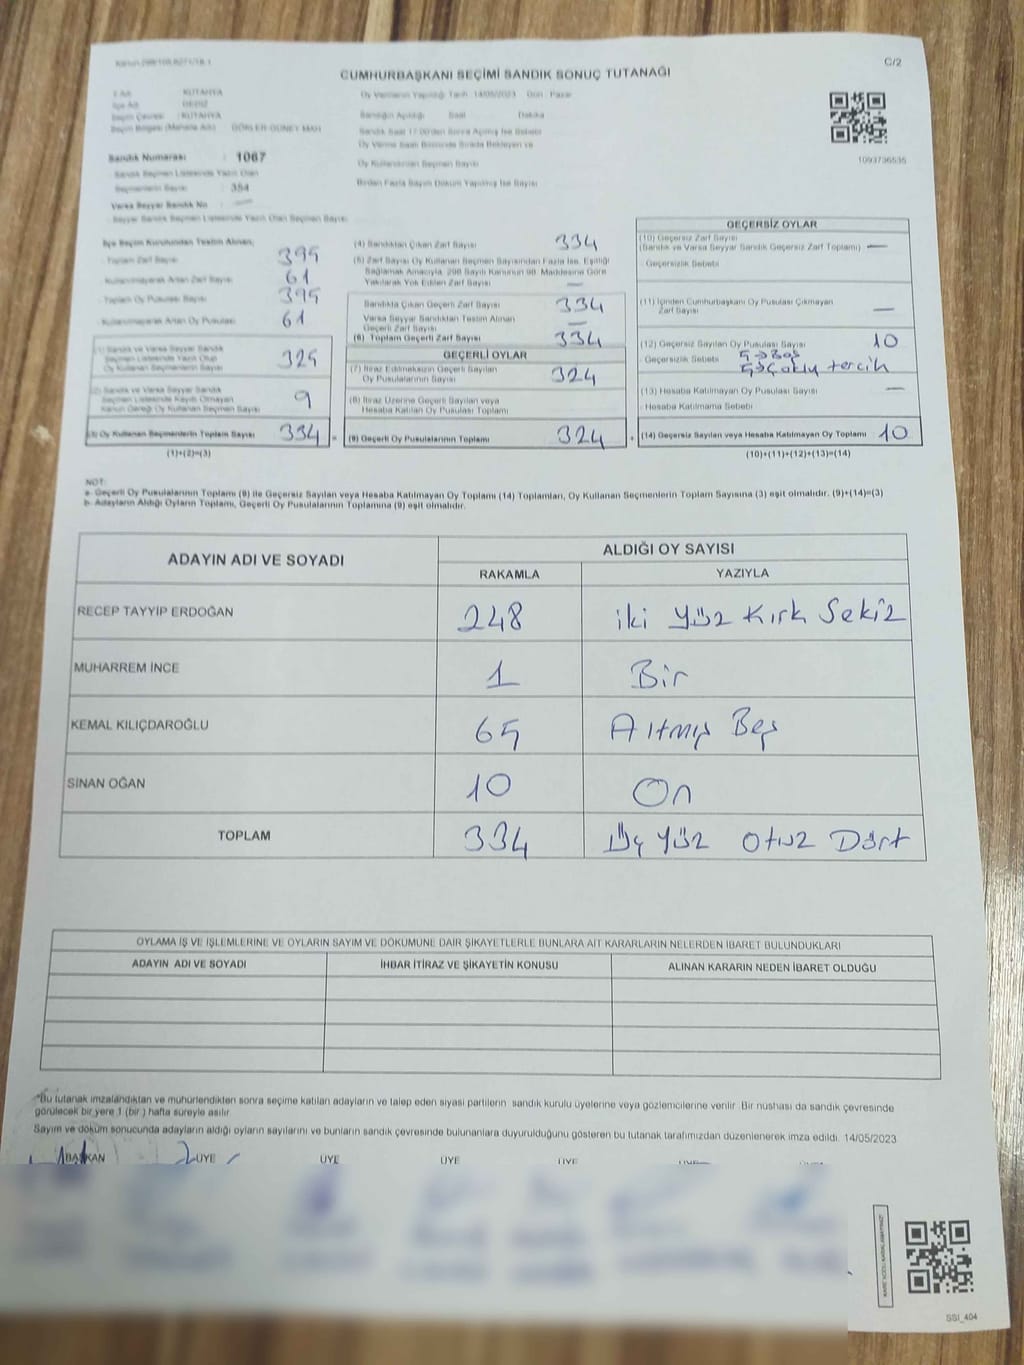 Kanun:298/105,6271/18-1
C/2
CUMHURBAŞKANI SEÇİMİ SANDIK SONUÇ TUTANAĞI
İl Adı : KÜTAHYA
İlçe Adı : GEDİZ
Seçim Çevresi : KÜTAHYA
Seçim Bölgesi (Mahalle Adı) :
Sandık Numarası : 1067
Sandık Seçmen Listesinde Yazılı Olan
Seçmenlerin Sayısı : 354
Varsa Seyyar Sandık No : —
Seyyar Sandık Seçmen Listesinde Yazılı Olan Seçmen Sayısı :
Oy Vermenin Yapıldığı Tarih :14/05/2023 Gün : Pazar
Sandığın Açıldığı Saat Dakika
Sandık Saat 17:00'den Sonra Açılmış İse Sebebi
Oy Verme Saati Bitiminde Sırada Bekleyen ve
Oy Kullandırılan Seçmen Sayısı
Birden Fazla Sayım Döküm Yapılmış İse Sayısı
1093736535
İlçe Seçim Kurulundan Teslim Alınan;
Toplam Zarf Sayısı 395
Kullanılmayarak Artan Zarf Sayısı 61
Toplam Oy Pusulası Sayısı 395
Kullanılmayarak Artan Oy Pusulası 61
(1) Sandık ve Varsa Seyyar Sandık
Seçmen Listesinde Yazılı Olup
Oy Kullanan Seçmenlerin Sayısı 325
(2) Sandık ve Varsa Seyyar Sandık
Seçmen Listesinde Kayıtlı Olmayan
Kanun Gereği Oy Kullanan Seçmen Sayısı 9
(3) Oy Kullanan Seçmenlerin Toplam Sayısı 334
(1)+(2)=(3)
(4) Sandıktan Çıkan Zarf Sayısı 334
(5) Zarf Sayısı Oy Kullanan Seçmen Sayısından Fazla İse, Eşitliği
Sağlamak Amacıyla, 298 Sayılı Kanunun 98. Maddesine Göre
Yakılarak Yok Edilen Zarf Sayısı —
Sandıkta Çıkan Geçerli Zarf Sayısı 334
Varsa Seyyar Sandıktan Teslim Alınan
Geçerli Zarf Sayısı —
(6) Toplam Geçerli Zarf Sayısı 334
GEÇERLİ OYLAR
(7) İtiraz Edilmeksizin Geçerli Sayılan
Oy Pusulalarının Sayısı 324
(8) İtiraz Üzerine Geçerli Sayılan veya
Hesaba Katılan Oy Pusulası Toplamı
= (9) Geçerli Oy Pusulalarının Toplamı 324
GEÇERSİZ OYLAR
(10) Geçersiz Zarf Sayısı
(Sandık ve Varsa Seyyar Sandık Geçersiz Zarf Toplamı) —
Geçersizlik Sebebi
(11) İçinden Cumhurbaşkanı Oy Pusulası Çıkmayan
Zarf Sayısı —
(12) Geçersiz Sayılan Oy Pusulası Sayısı 10
Geçersizlik Sebebi 5→Boş
5→Çoklu tercih
(13) Hesaba Katılmayan Oy Pusulası Sayısı —
Hesaba Katılmama Sebebi
+ (14) Geçersiz Sayılan veya Hesaba Katılmayan Oy Toplamı 10
(10)+(11)+(12)+(13)=(14)
NOT:
a- Geçerli Oy Pusulalarının Toplamı (9) ile Geçersiz Sayılan veya Hesaba Katılmayan Oy Toplamı (14) Toplamları, Oy Kullanan Seçmenlerin Toplam Sayısına (3) eşit olmalıdır. (9)+(14)=(3)
b- Adayların Aldığı Oyların Toplamı, Geçerli Oy Pusulalarının Toplamına (9) eşit olmalıdır.
ADAYIN ADI VE SOYADI ALDIĞI OY SAYISI
RAKAMLA YAZIYLA
RECEP TAYYİP ERDOĞAN 248 iki yüz Kırk Sekiz
MUHARREM İNCE 1 Bir
KEMAL KILIÇDAROĞLU 65 Altmış Beş
SİNAN OĞAN 10 On
TOPLAM 334 Üç Yüz Otuz Dört
OYLAMA İŞ VE İŞLEMLERİNE VE OYLARIN SAYIM VE DÖKÜMÜNE DAİR ŞİKAYETLERLE BUNLARA AİT KARARLARIN NELERDEN İBARET BULUNDUKLARI
ADAYIN ADI VE SOYADI İHBAR İTİRAZ VE ŞİKAYETİN KONUSU ALINAN KARARIN NEDEN İBARET OLDUĞU
*Bu tutanak imzalandıktan ve mühürlendikten sonra seçime katılan adayların ve talep eden siyasi partilerin sandık kurulu üyelerine veya gözlemcilerine verilir. Bir nüshası da sandık çevresinde
görülecek bir yere 1 (bir ) hafta süreyle asılır.
Sayım ve döküm sonucunda adayların aldığı oyların sayılarını ve bunların sandık çevresinde bulunanlara duyurulduğunu gösteren bu tutanak tarafımızdan düzenlenerek imza edildi. 14/05/2023
BAŞKAN ÜYE ÜYE ÜYE ÜYE
SSI_404